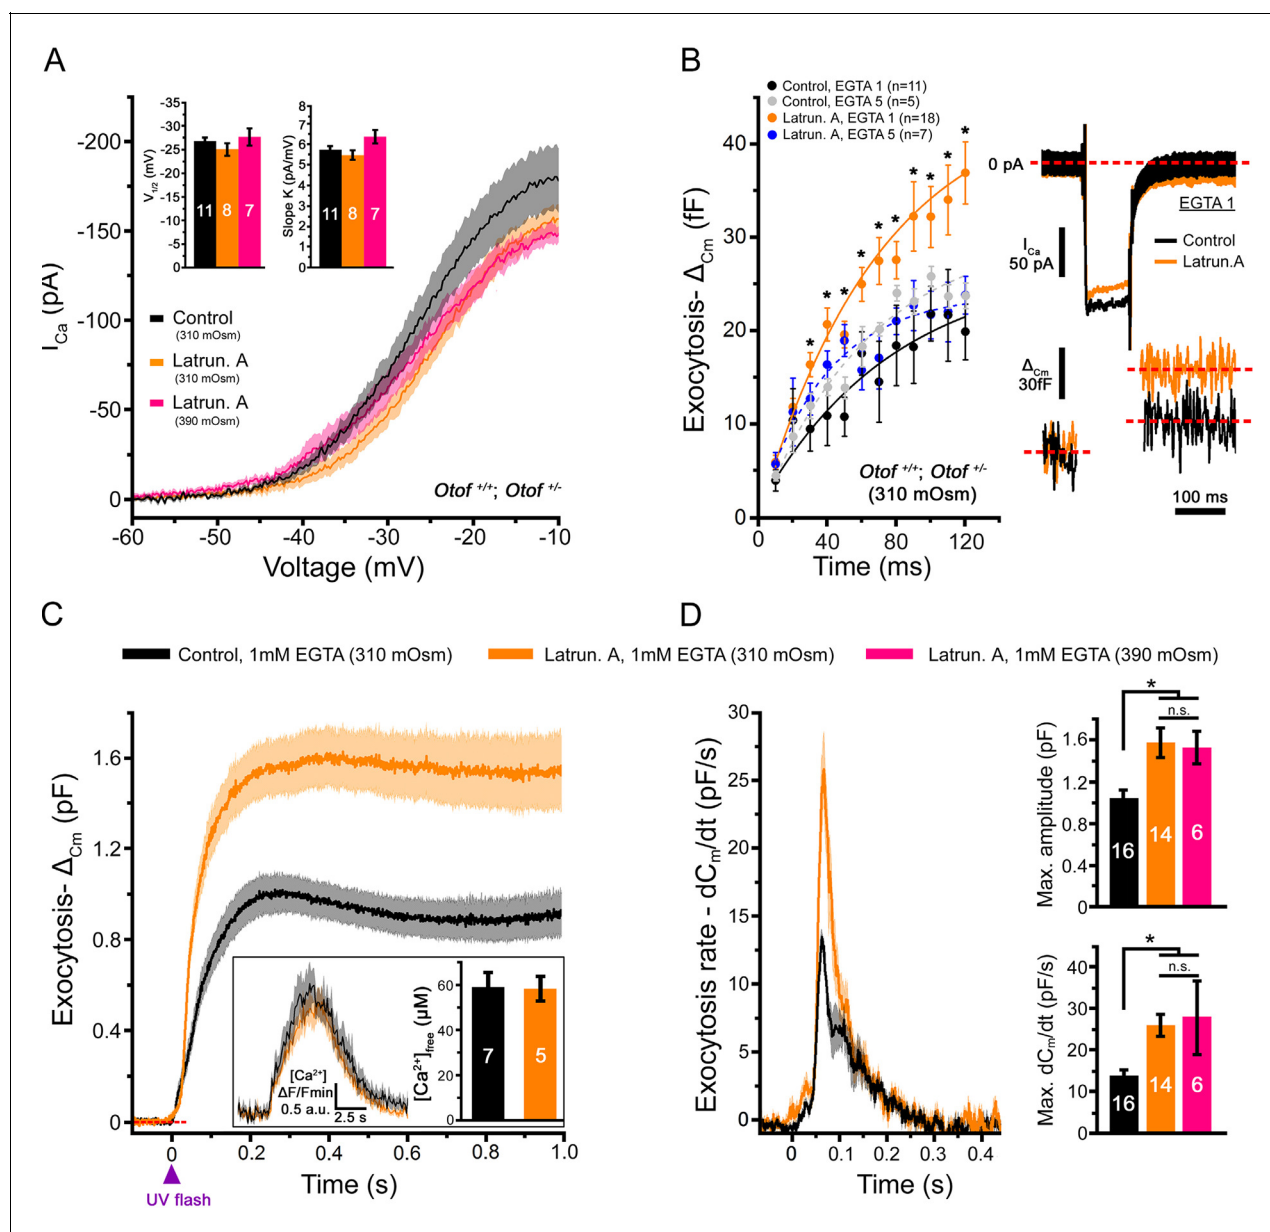 A
-200
-150
-100
-50
0
I Ca (pA)
-60 -50 -40 -30 -20 -10
Voltage (mV)
-35
-30
-25
-20
-15
-10
-5
0
V 1/2 (mV)
11 8 7
8
7
6
5
4
3
2
1
0
Slope K (pA/mV)
11 8 7
Control
(310 mOsm)
Latrun. A
(310 mOsm)
Latrun. A
(390 mOsm)
Otof +/+; Otof +/-
B
Control, EGTA 1 (n=11)
Control, EGTA 5 (n=5)
Latrun. A, EGTA 1 (n=18)
Latrun. A, EGTA 5 (n=7)
40
30
20
10
0
Exocytosis- Δ Cm (fF)
* * * * * * * * * *
0 40 80 120
Time (ms)
Otof +/+; Otof +/-
(310 mOsm)
0 pA
EGTA 1
I Ca
50 pA
Control
Latrun.A
Δ Cm
30fF
100 ms
C
Control, 1mM EGTA (310 mOsm)
Latrun. A, 1mM EGTA (310 mOsm)
Latrun. A, 1mM EGTA (390 mOsm)
1.6
1.2
0.8
0.4
0
Exocytosis- Δ Cm (pF)
0 0.2 0.4 0.6 0.8 1.0
UV flash
Time (s)
[Ca2+]
ΔF/Fmin
0.5 a.u.
2.5 s
80
60
40
20
0
[Ca2+]free (µM)
7 5
D
30
25
20
15
10
5
0
Exocytosis rate - dCm/dt (pF/s)
0 0.1 0.2 0.3 0.4
Time (s)
*
n.s.
1.6
1.2
0.8
0.4
0
Max. amplitude (pF)
16 14 6
*
n.s.
40
30
20
10
0
Max. dCm/dt (pF/s)
16 14 6